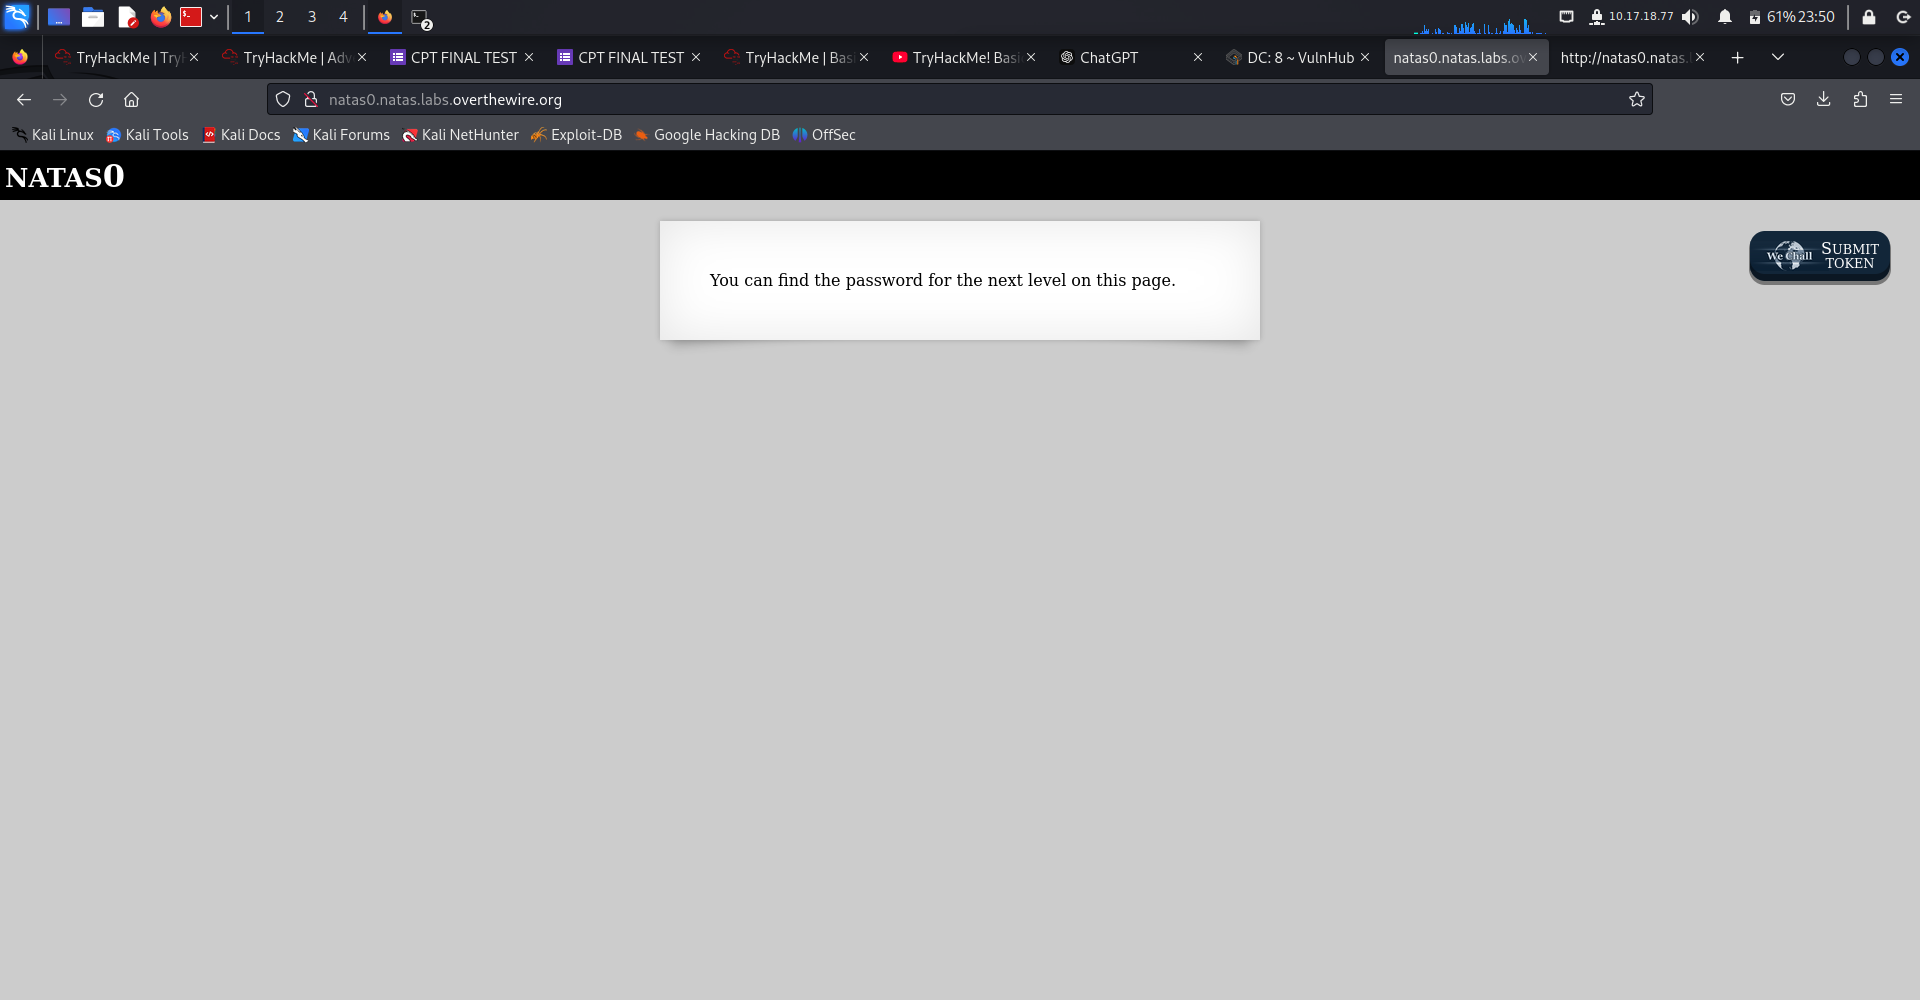 1 2 3 4 2 10.17.18.77 61% 23:50
TryHackMe | Try TryHackMe | Adv CPT FINAL TEST CPT FINAL TEST TryHackMe | Bas TryHackMe! Basi ChatGPT DC: 8 ~ VulnHub natas0.natas.labs.ov http://natas0.natas.l
natas0.natas.labs.overthewire.org
Kali Linux Kali Tools Kali Docs Kali Forums Kali NetHunter Exploit-DB Google Hacking DB OffSec
NATAS0
You can find the password for the next level on this page.
We Chall
SUBMIT
TOKEN